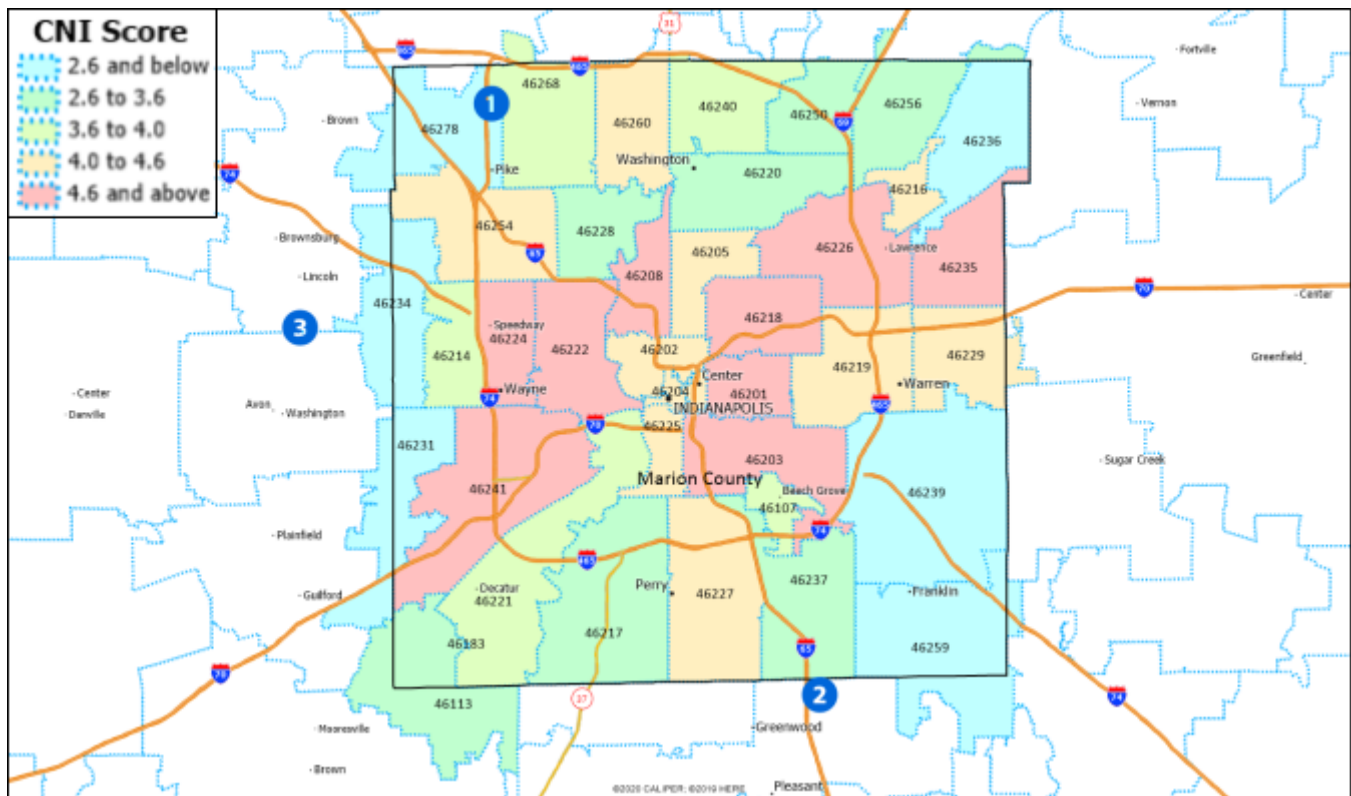 CNI Score
2.6 and below
2.6 to 3.6
3.6 to 4.0
4.0 to 4.6
4.6 and above
31
Fortville
465
465
46268
1
46240
46250
46256
69
Vernon
Brown
46278
46260
46236
74
Pike
Washington
46220
46216
46254
46228
Brownsburg
65
46205
46226
Lawrence
46235
Lincoln
46208
46234
70
Center
3
Speedway
46224
46218
46214
46222
46202
46219
46229
Greenfield
Center
Wayne
Warren
Center
46204
46201
74
465
Danville
Avon
Washington
INDIANAPOLIS
70
46225
46231
46203
Sugar Creek
Marion County
46241
Beach Grove
46107
46239
74
Plainfield
465
Decatur
Perry
46237
Franklin
Guilford
46221
46227
46217
46183
65
46259
70
2
74
37
46113
Mooresville
Greenwood
Brown
©2020 CALIPER; ©2019 HERE
Pleasant